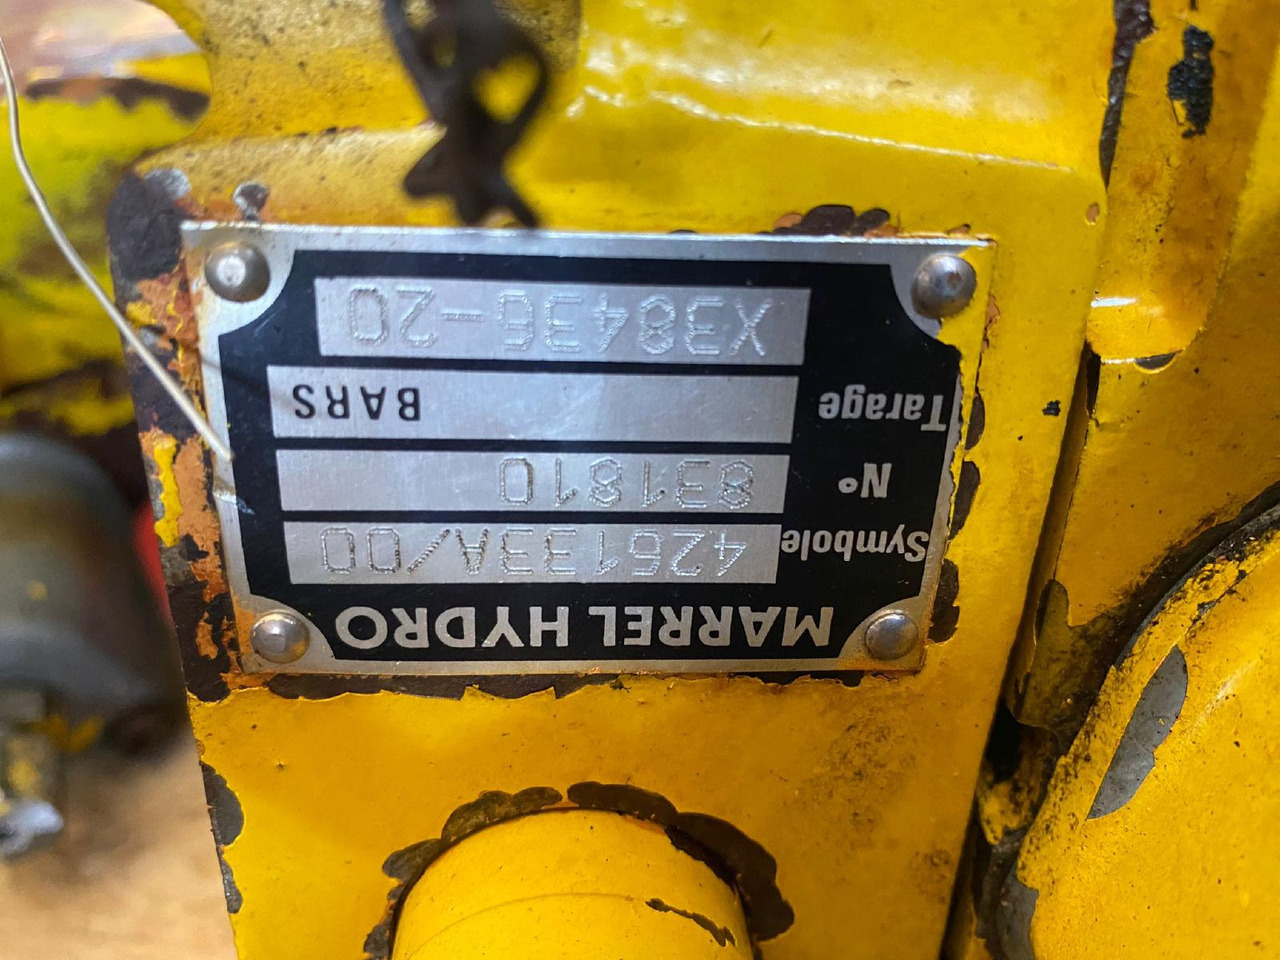 MARREL HYDRO
Symbole 426133A/00
N° 831810
Tarage BARS
X38436-20